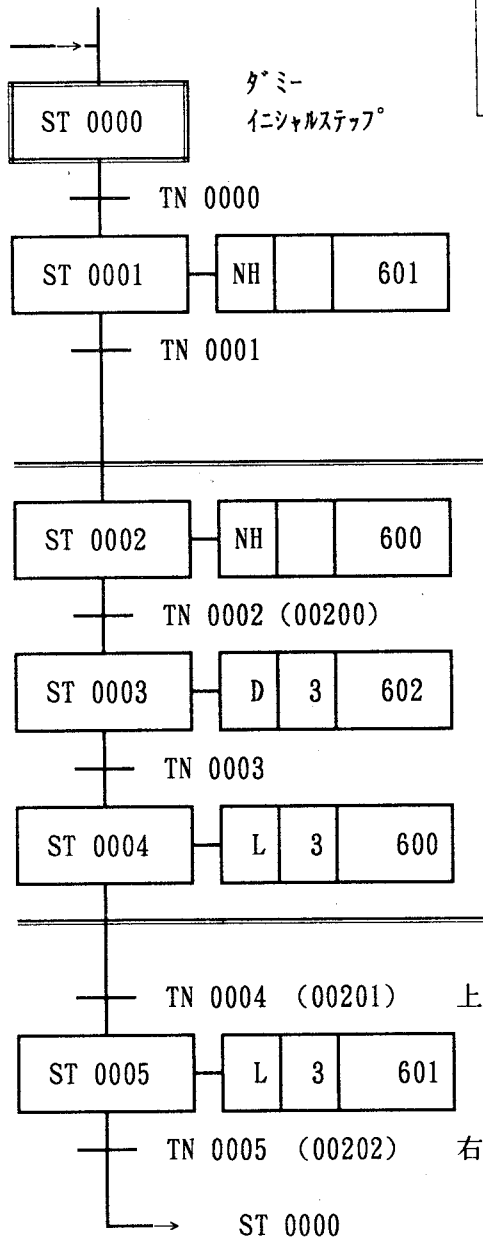 ST 0000
ダミー
イニシャルステップ
TN 0000
ST 0001 NH 601
TN 0001
ST 0002 NH 600
TN 0002 (00200)
ST 0003 D 3 602
TN 0003
ST 0004 L 3 600
TN 0004 (00201) 上
ST 0005 L 3 601
TN 0005 (00202) 右
ST 0000